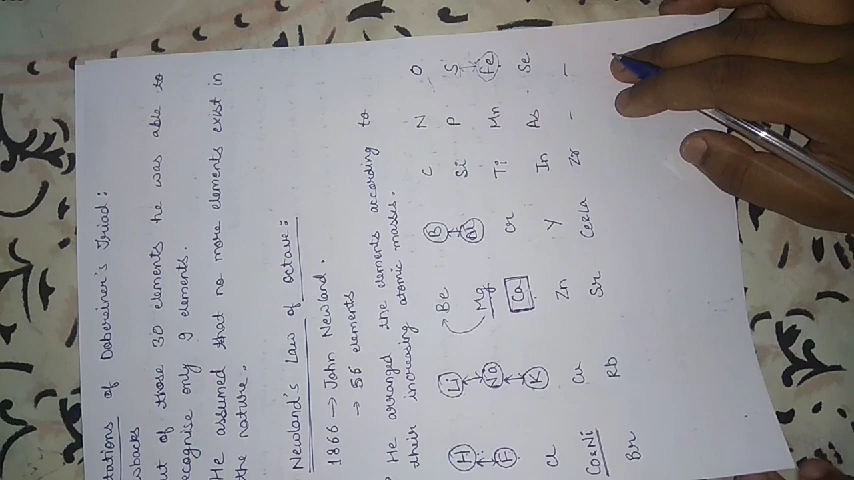 tations of Dobereiner's Triad:
wbacks
ut of those 30 elements he was able to
ecognise only 9 elements.
He assumed that no more elements exist in
the nature.
Newland's Law of octave:
1866 → John Newland.
→ 56 elements
He arranged the elements according to
their increasing atomic masses.
H Li Be B C N O
F Na Mg Al Si P S
Cl K Ca Cr Ti Mn Fe
Co&Ni Cu Zn Y In As Se
Br Rb Sr Ce&La Zr - -